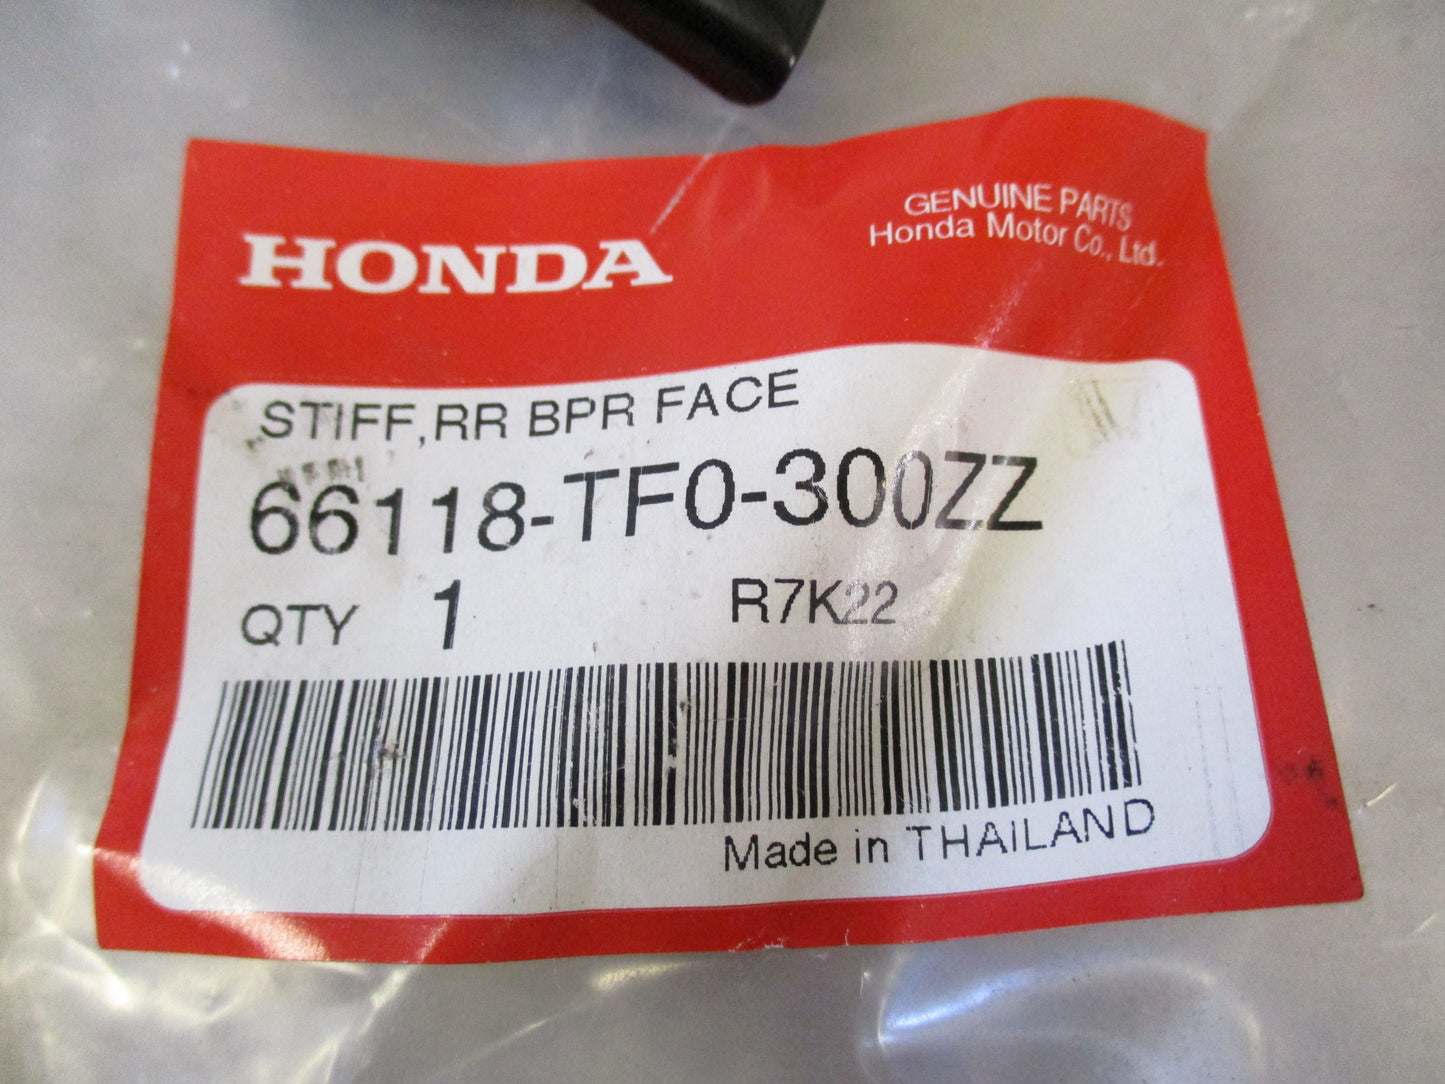 HONDA
GENUINE PARTS
Honda Motor Co., Ltd.
STIFF,RR BPR FACE
66118-TF0-300ZZ
QTY 1 R7K22
Made in THAILAND